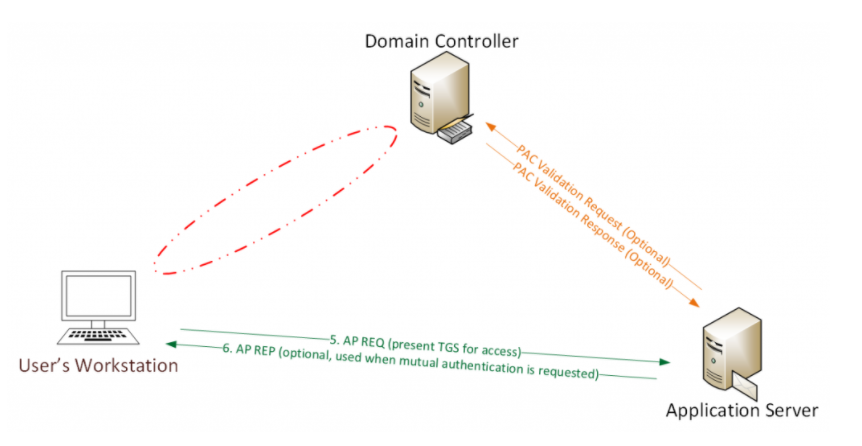 Domain Controller
PAC Validation Request (Optional)
PAC Validation Response (Optional)
5. AP REQ (present TGS for access)
6. AP REP (optional, used when mutual authentication is requested)
User's Workstation
Application Server